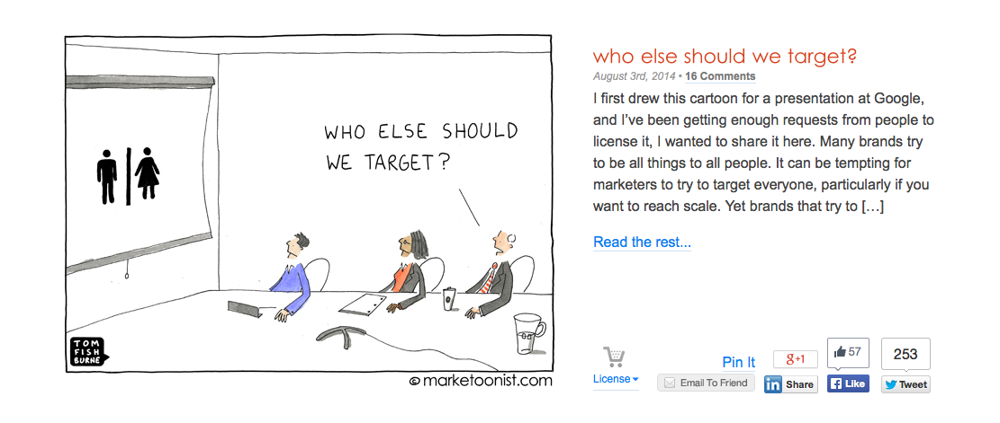 WHO ELSE SHOULD
WE TARGET?
TOM
FISH
BURNE
© marketoonist.com
who else should we target?
August 3rd, 2014 • 16 Comments
I first drew this cartoon for a presentation at Google,
and I've been getting enough requests from people to
license it, I wanted to share it here. Many brands try
to be all things to all people. It can be tempting for
marketers to try to target everyone, particularly if you
want to reach scale. Yet brands that try to […]
Read the rest...
License
Pin It
Email To Friend
g+1
in Share
57
f Like
253
Tweet